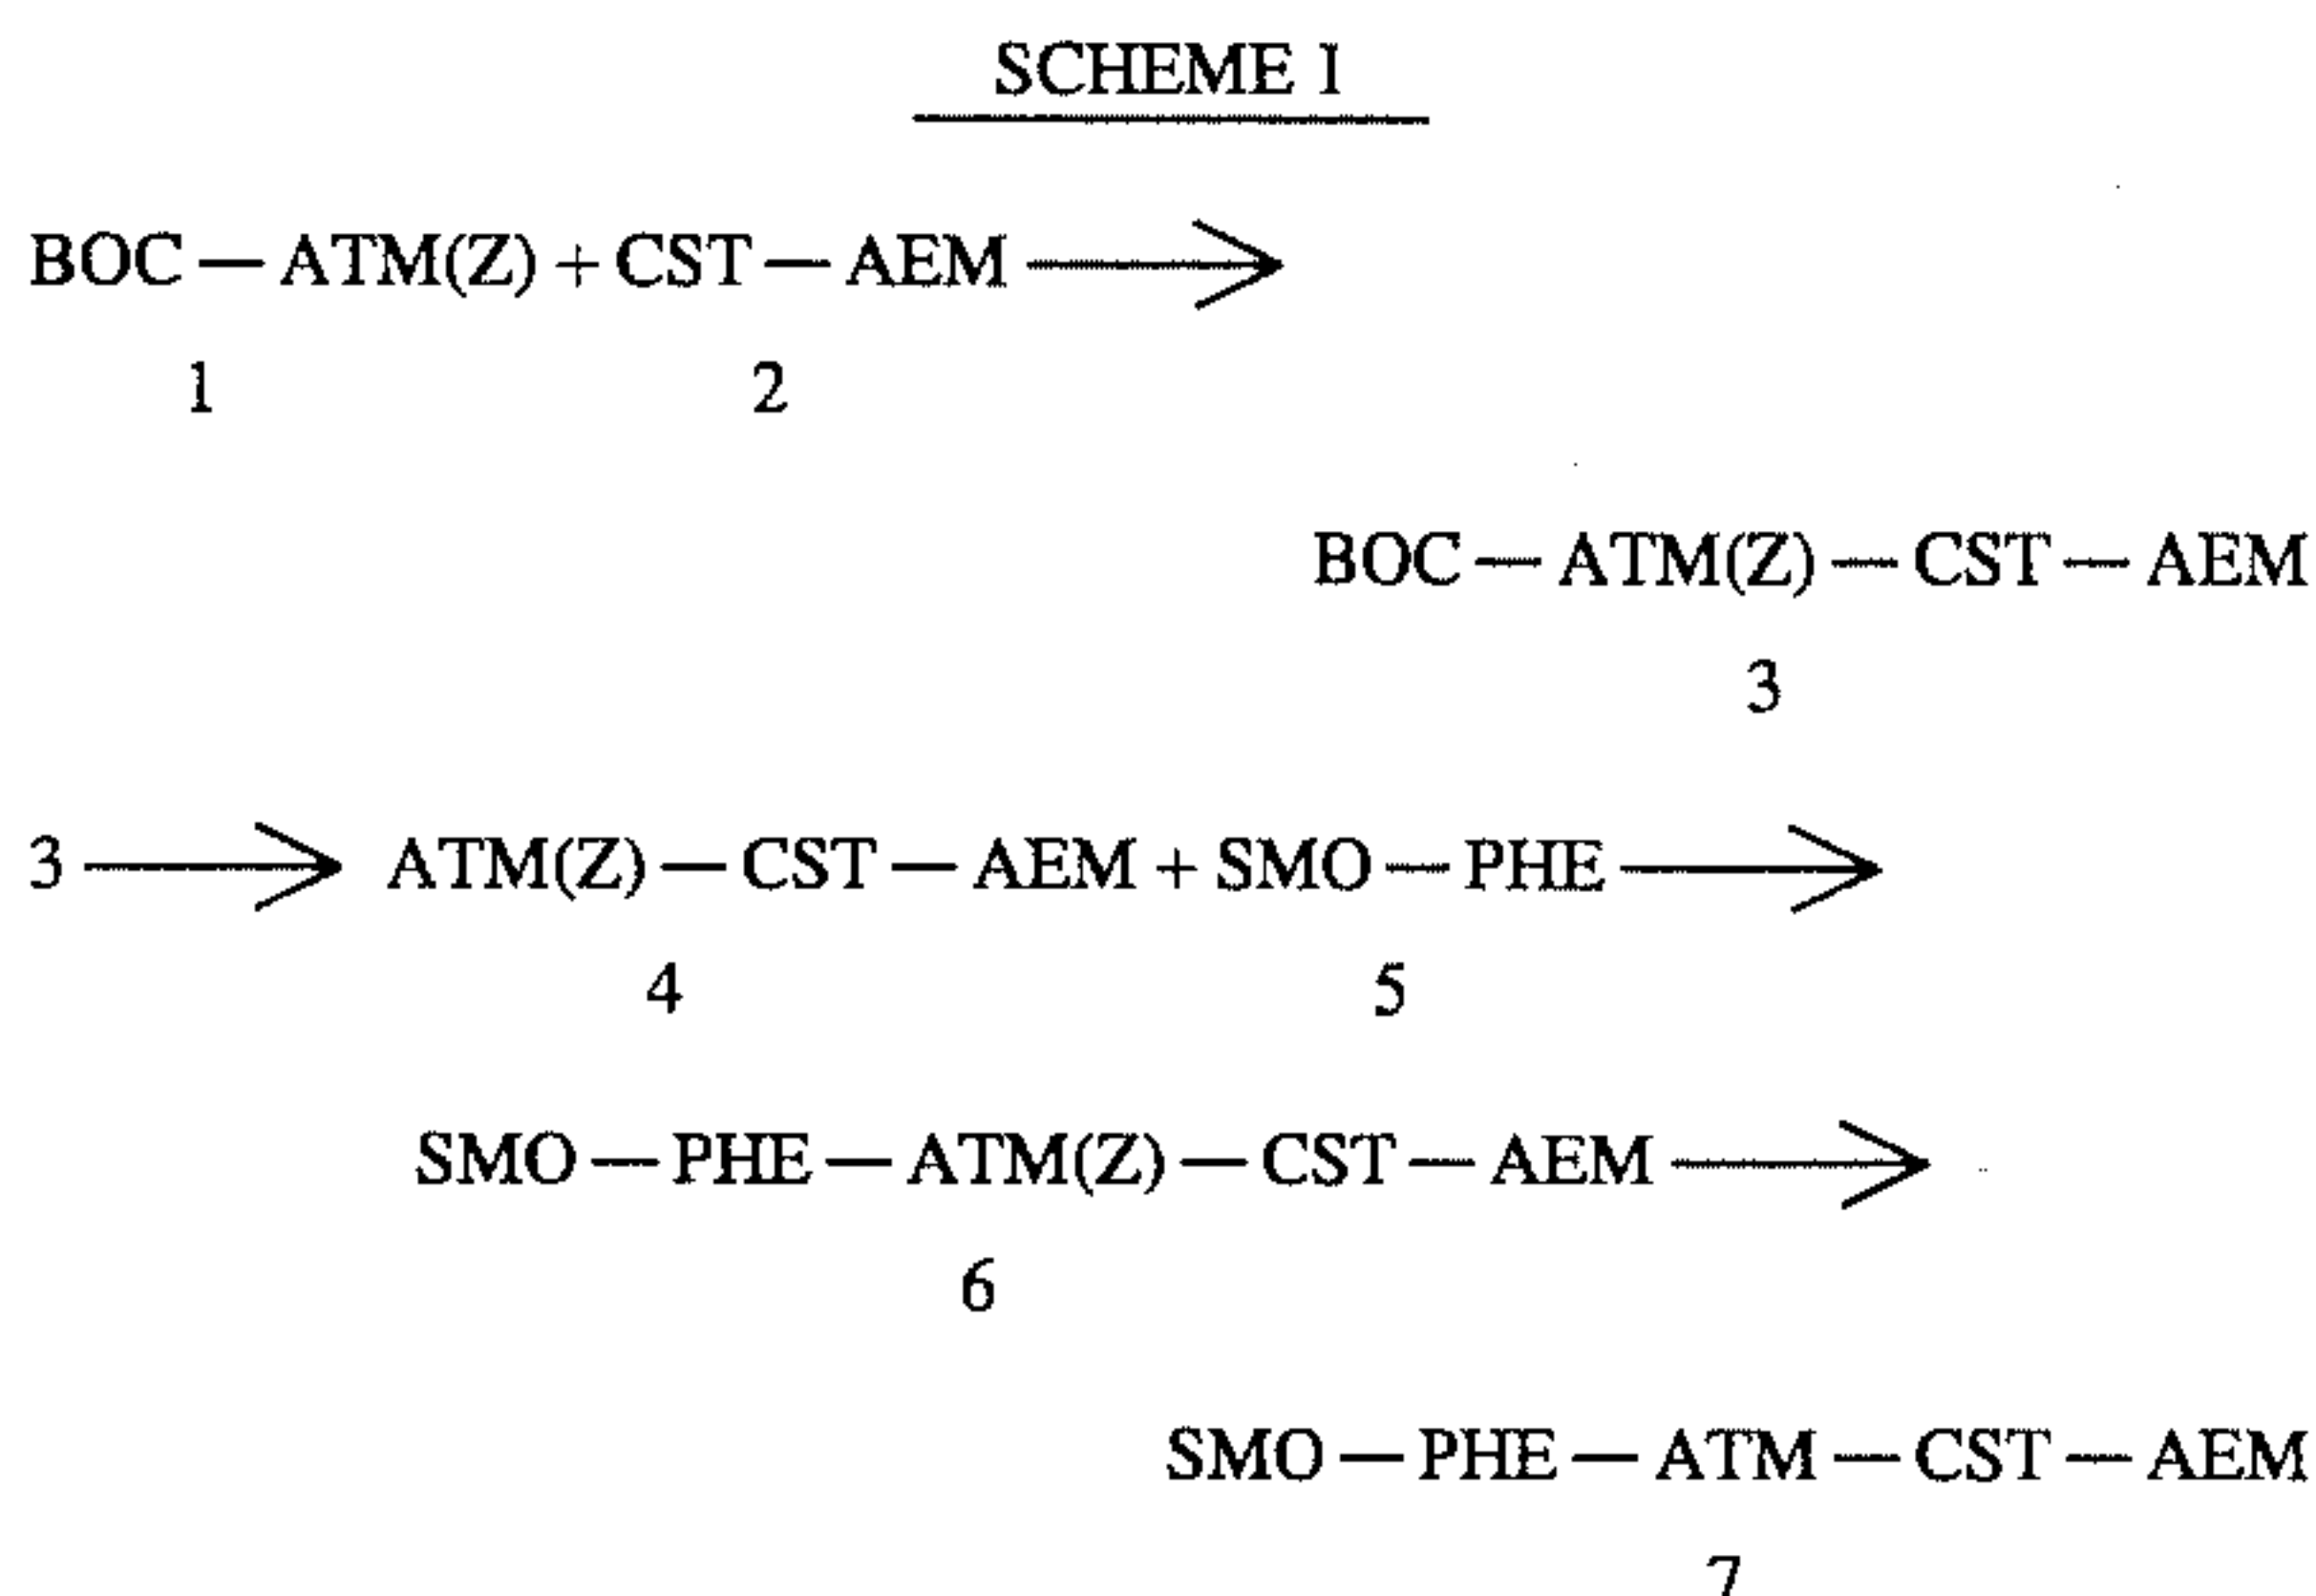 SCHEME I
BOC — ATM(Z) + CST — AEM
1 2
BOC — ATM(Z) — CST — AEM
3
3 ATM(Z) — CST — AEM + SMO — PHE
4 5
SMO — PHE — ATM(Z) — CST — AEM
6
SMO — PHE — ATM — CST — AEM
7